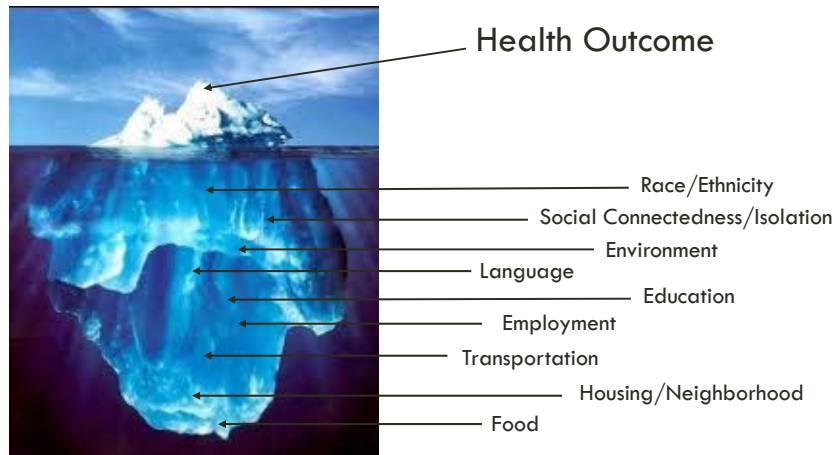 Health Outcome
Race/Ethnicity
Social Connectedness/Isolation
Environment
Language
Education
Employment
Transportation
Housing/Neighborhood
Food